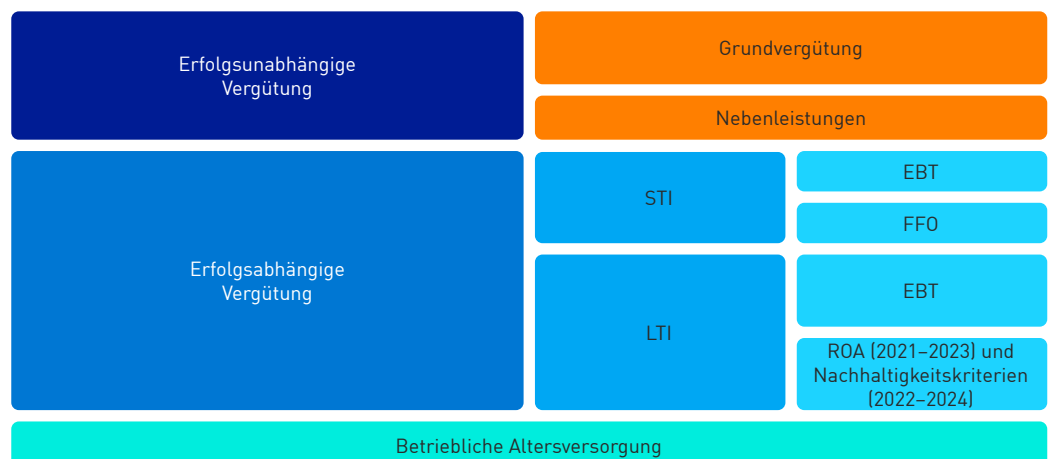 Erfolgsunabhängige
Vergütung
Grundvergütung
Nebenleistungen
Erfolgsabhängige
Vergütung
STI
EBT
FFO
LTI
EBT
ROA (2021–2023) und
Nachhaltigkeitskriterien
(2022–2024)
Betriebliche Altersversorgung